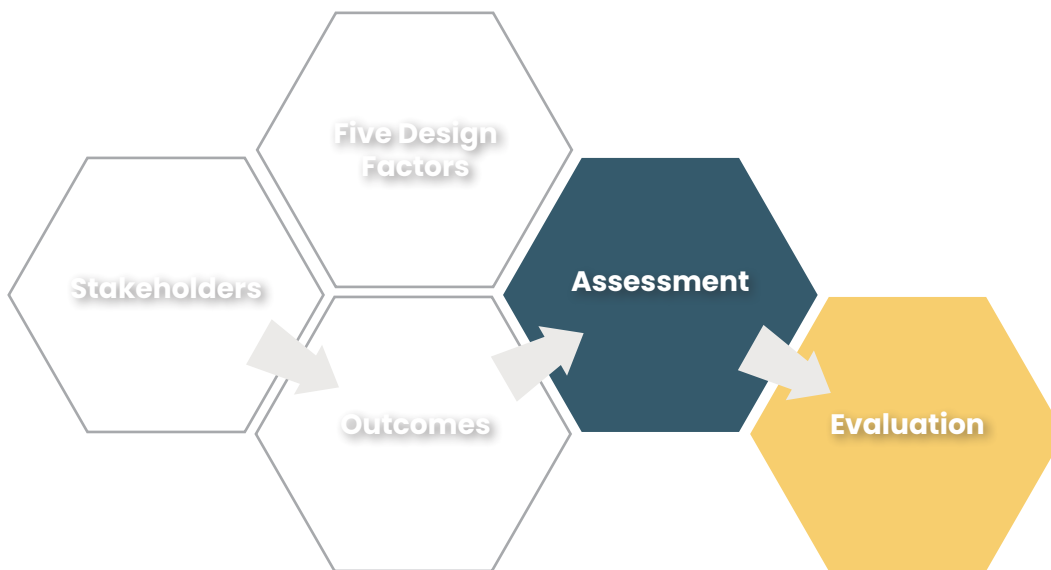 Five Design
Factors
Stakeholders
Assessment
Outcomes
Evaluation